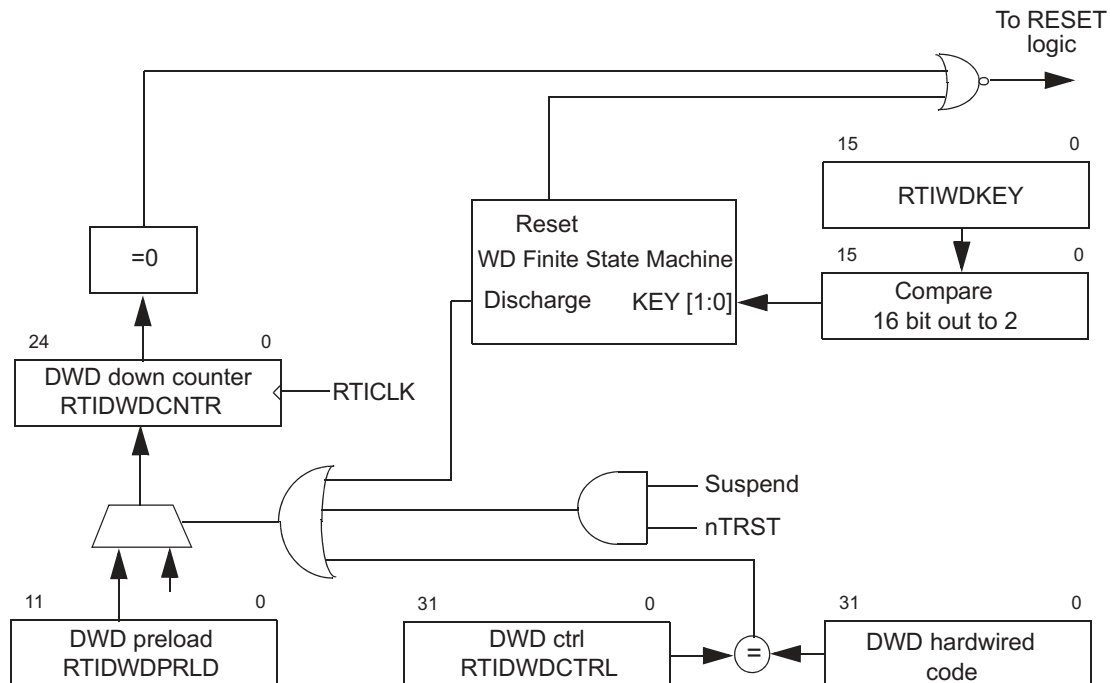 To RESET
logic
15 0
RTIWDKEY
15 0
Compare
16 bit out to 2
Reset
WD Finite State Machine
Discharge KEY [1:0]
=0
24 0
DWD down counter
RTIDWDCNTR
RTICLK
Suspend
nTRST
11 0
DWD preload
RTIDWDPRLD
31 0
DWD ctrl
RTIDWDCTRL
=
31 0
DWD hardwired
code